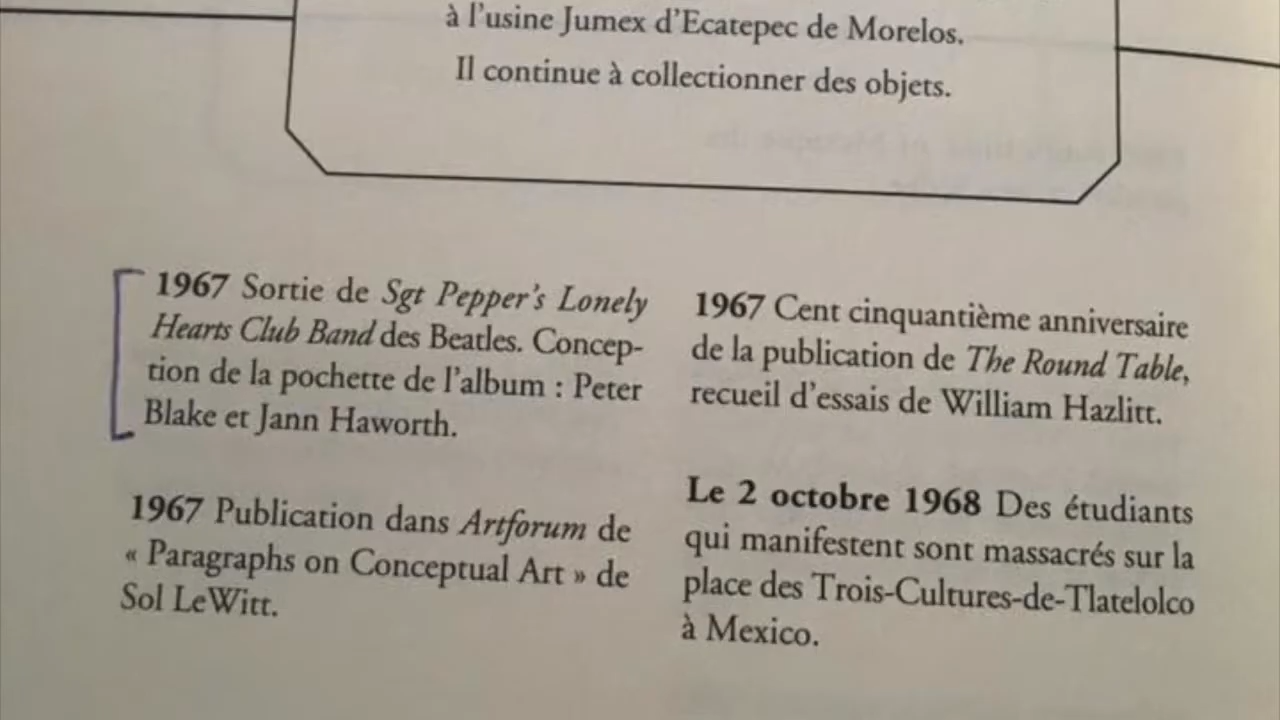 à l'usine Jumex d'Ecatepec de Morelos.
Il continue à collectionner des objets.
1967 Sortie de Sgt Pepper's Lonely
Hearts Club Band des Beatles. Concep-
tion de la pochette de l'album : Peter
Blake et Jann Haworth.
1967 Publication dans Artforum de
« Paragraphs on Conceptual Art » de
Sol LeWitt.
1967 Cent cinquantième anniversaire
de la publication de The Round Table,
recueil d'essais de William Hazlitt.
Le 2 octobre 1968 Des étudiants
qui manifestent sont massacrés sur la
place des Trois-Cultures-de-Tlatelolco
à Mexico.